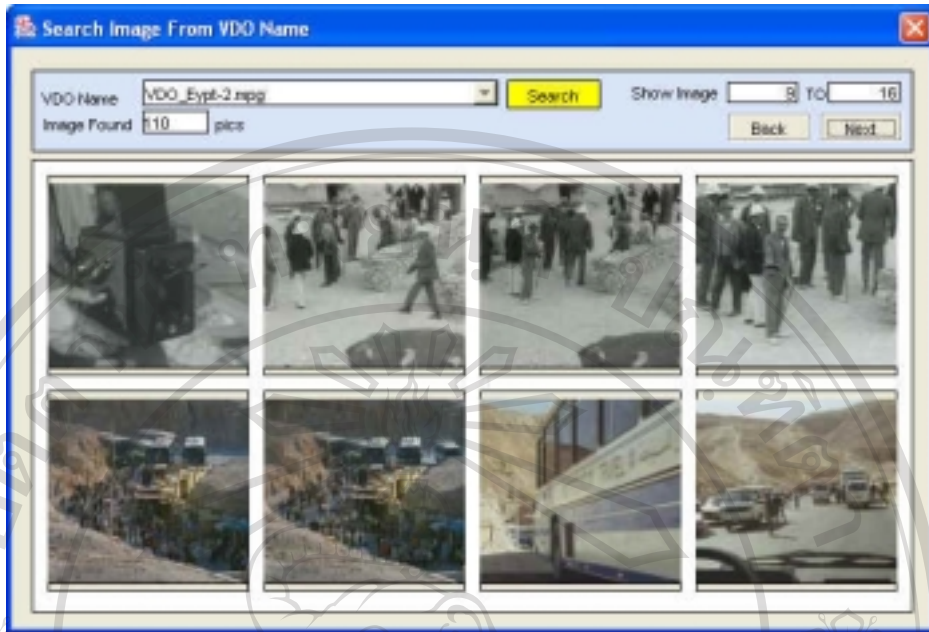 Search Image From VDO Name
VDO Name VDO_Eypt-2.mpg Search Show Image 9 TO 16
Image Found 110 pics Back Next